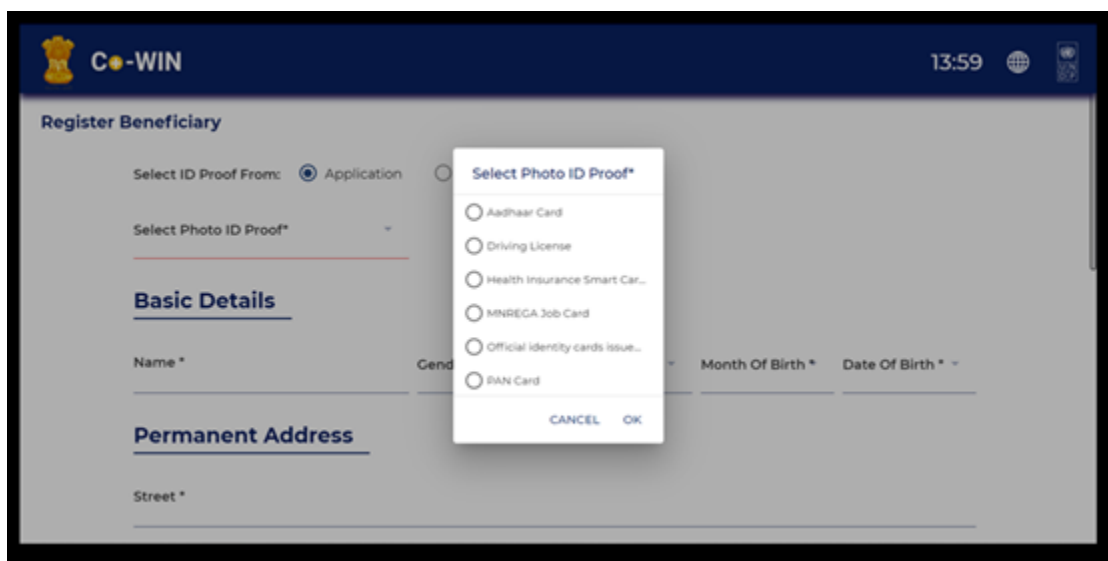 Co-WIN
13:59
Register Beneficiary
Select ID Proof From: Application
Select Photo ID Proof*
Basic Details
Name * Gend Month Of Birth * Date Of Birth *
Permanent Address
Street *
Select Photo ID Proof*
Aadhaar Card
Driving License
Health Insurance Smart Car...
MNREGA Job Card
Official identity cards issue...
PAN Card
CANCEL OK